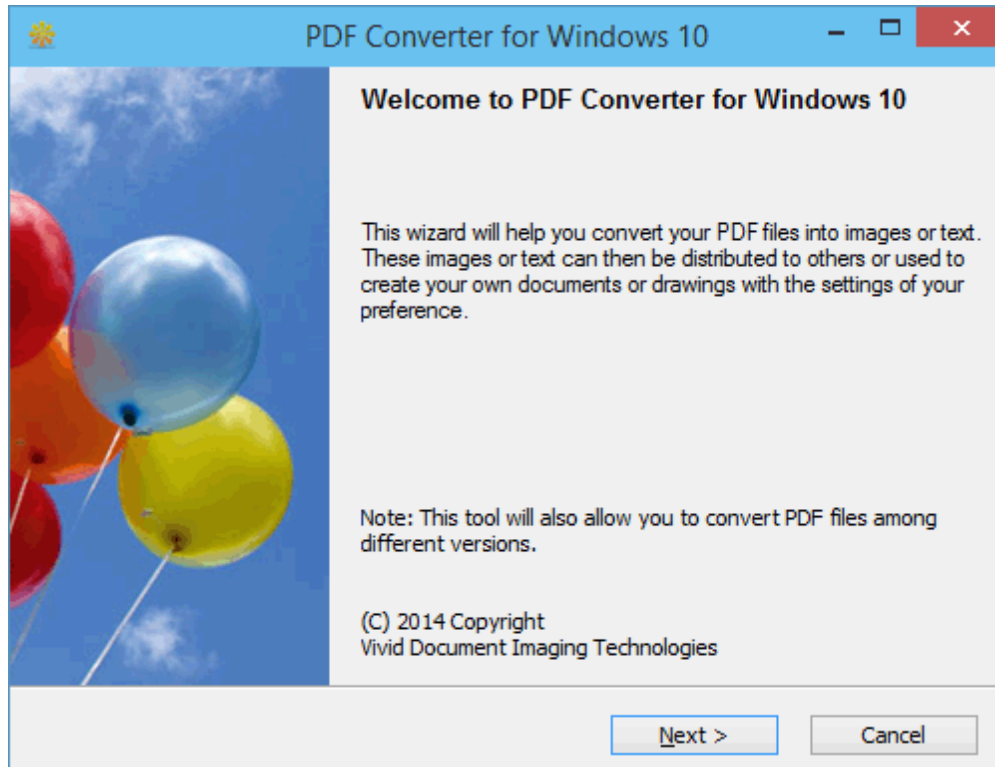 PDF Converter for Windows 10
Welcome to PDF Converter for Windows 10
This wizard will help you convert your PDF files into images or text.
These images or text can then be distributed to others or used to
create your own documents or drawings with the settings of your
preference.
Note: This tool will also allow you to convert PDF files among
different versions.
(C) 2014 Copyright
Vivid Document Imaging Technologies
Next >
Cancel